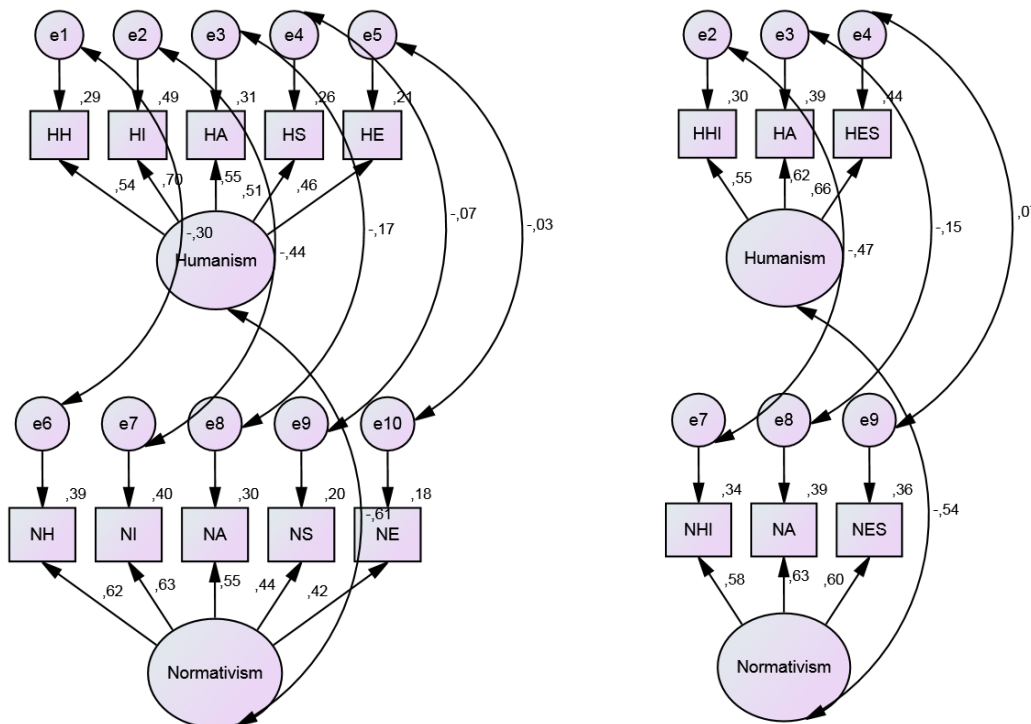 e1 e2 e3 e4 e5
,29 ,49 ,31 ,26 ,21
HH HI HA HS HE
,54 ,70 ,55 ,51 ,46
-,30 -,44 -,17 -,07 -,03
Humanism
e6 e7 e8 e9 e10
,39 ,40 ,30 ,20 ,18
NH NI NA NS NE
-,61
,62 ,63 ,55 ,44 ,42
Normativism
e2 e3 e4
,30 ,39 ,44
HHI HA HES
,55 ,62 ,66
-,47 -,15
Humanism
e7 e8 e9
,34 ,39 ,36
NHI NA NES
-,54
,58 ,63 ,60
Normativism